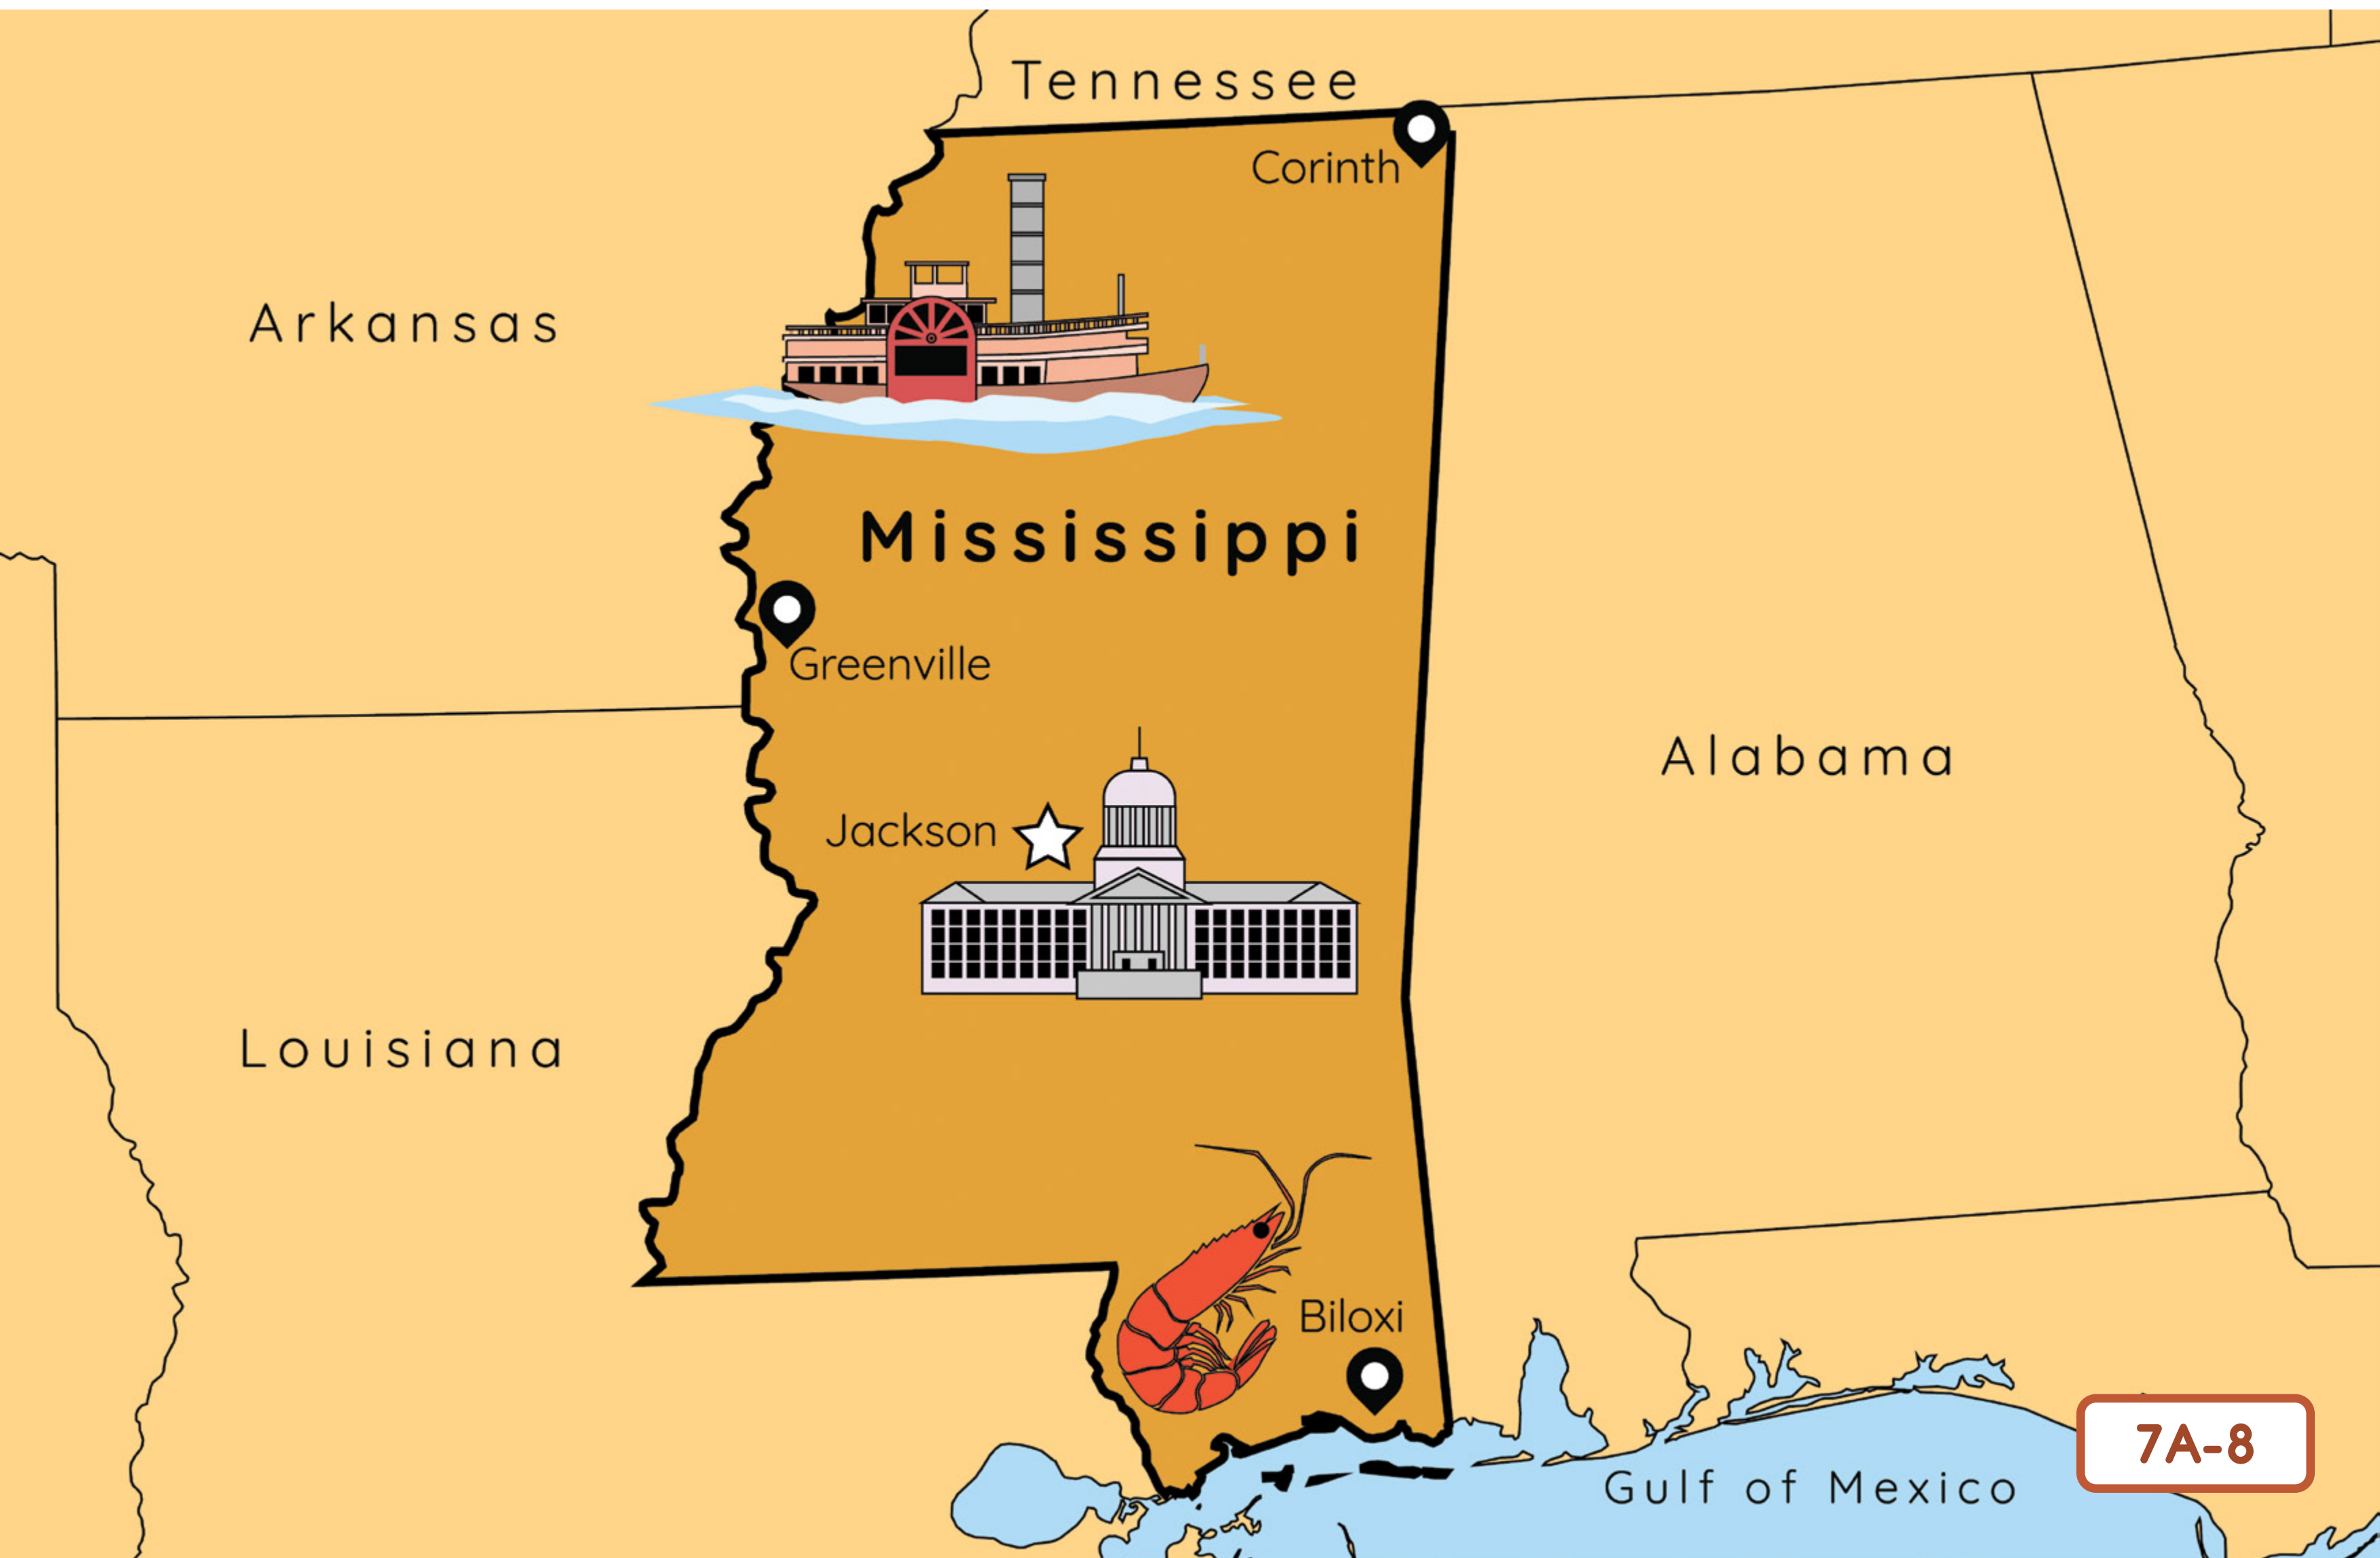 Tennessee
Corinth
Arkansas
Mississippi
Greenville
Alabama
Jackson
Louisiana
Biloxi
7A-8
Gulf of Mexico